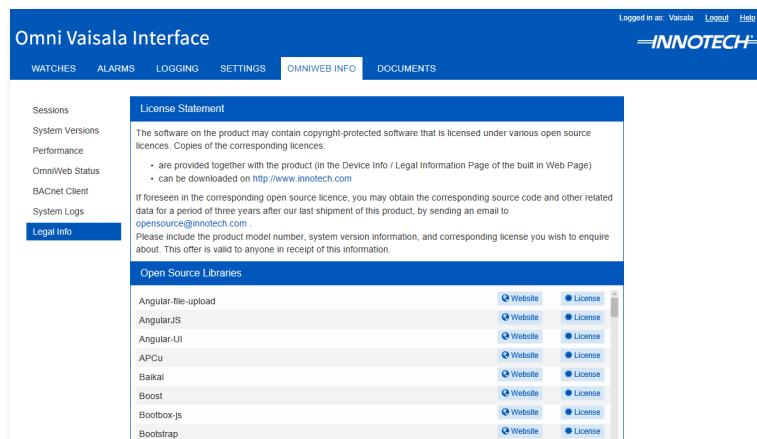 Logged in as: Vaisala Logout Help
Omni Vaisala Interface
INNOTECH
WATCHES ALARMS LOGGING SETTINGS OMNIWEB INFO DOCUMENTS
Sessions
System Versions
Performance
OmniWeb Status
BACnet Client
System Logs
Legal Info
License Statement
The software on the product may contain copyright-protected software that is licensed under various open source
licences. Copies of the corresponding licences:
• are provided together with the product (in the Device Info / Legal Information Page of the built in Web Page)
• can be downloaded on http://www.innotech.com
If foreseen in the corresponding open source licence, you may obtain the corresponding source code and other related
data for a period of three years after our last shipment of this product, by sending an email to
opensource@innotech.com .
Please include the product model number, system version information, and corresponding license you wish to enquire
about. This offer is valid to anyone in receipt of this information.
Open Source Libraries
Angular-file-upload Website License
AngularJS Website License
Angular-UI Website License
APCu Website License
Baikal Website License
Boost Website License
Bootbox-js Website License
Bootstrap Website License